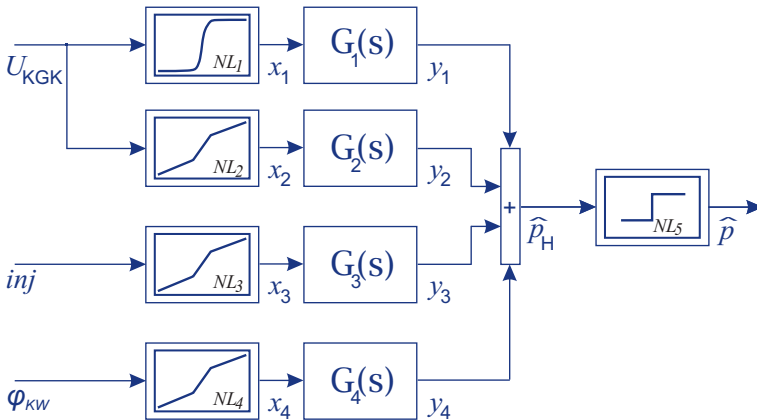 U_KGK NL₁ x₁ G₁(s) y₁
NL₂ x₂ G₂(s) y₂
+ p̂_H NL₅ p̂
inj NL₃ x₃ G₃(s) y₃
φ_KW NL₄ x₄ G₄(s) y₄